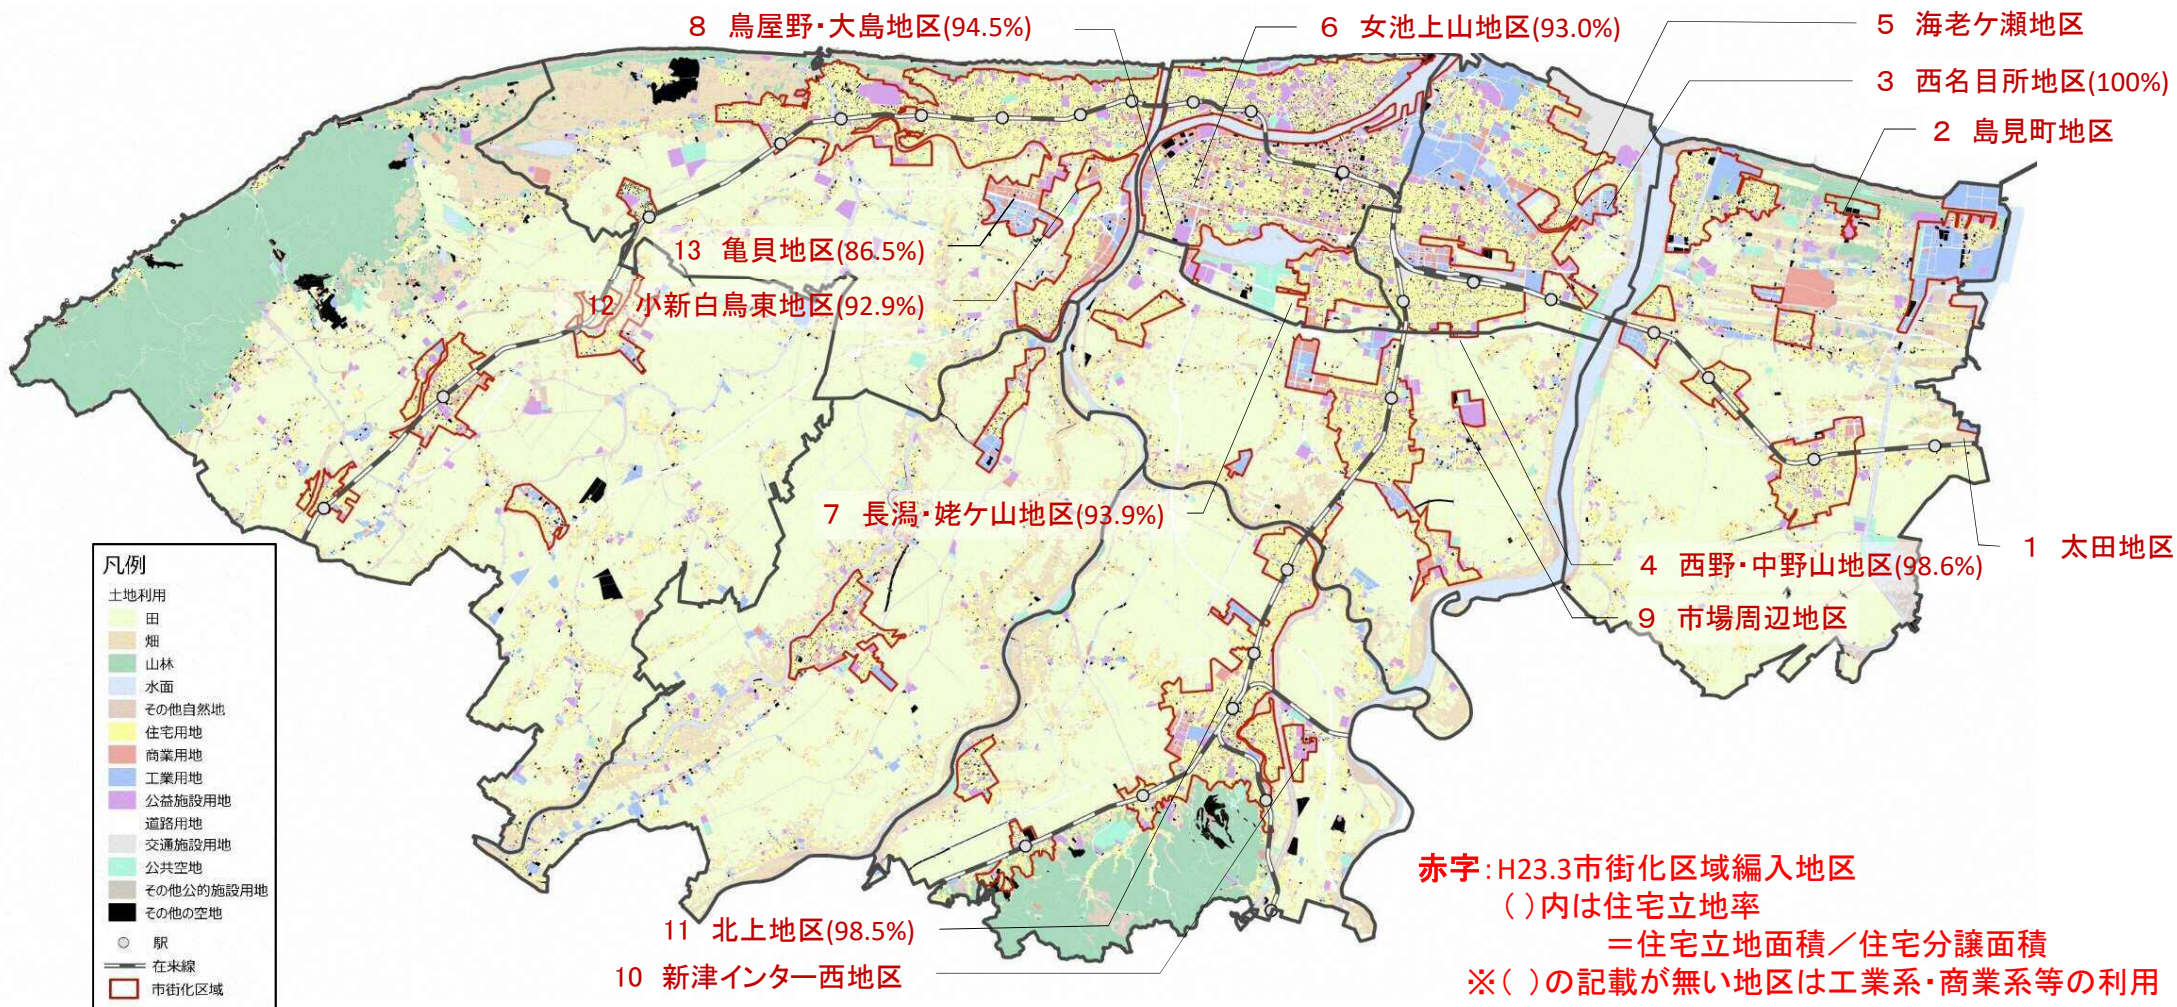 8 鳥屋野・大島地区(94.5%)
6 女池上山地区(93.0%)
5 海老ケ瀬地区
3 西名目所地区(100%)
2 島見町地区
13 亀貝地区(86.5%)
12 小新白鳥東地区(92.9%)
7 長潟・姥ケ山地区(93.9%)
1 太田地区
4 西野・中野山地区(98.6%)
9 市場周辺地区
11 北上地区(98.5%)
10 新津インター西地区
凡例
土地利用
田
畑
山林
水面
その他自然地
住宅用地
商業用地
工業用地
公益施設用地
道路用地
交通施設用地
公共空地
その他公的施設用地
その他の空地
駅
在来線
市街化区域
赤字:H23.3市街化区域編入地区
( )内は住宅立地率
=住宅立地面積/住宅分譲面積
※( )の記載が無い地区は工業系・商業系等の利用